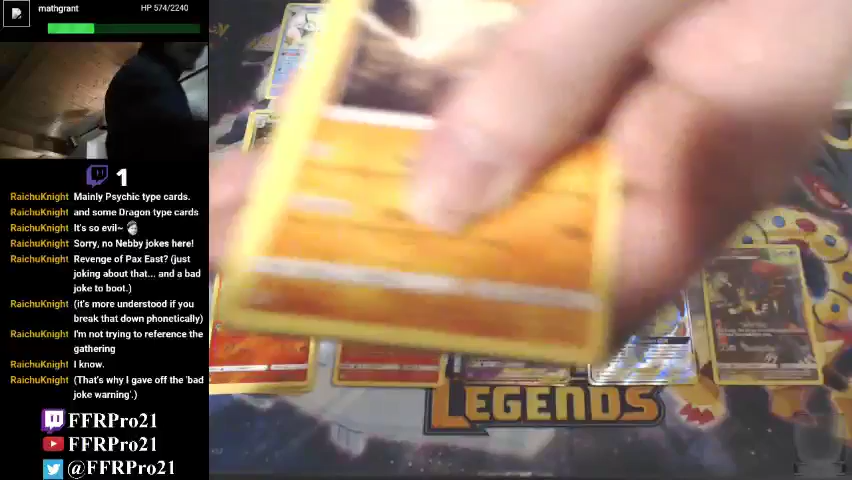 mathgrant
HP 574/2240
1
RaichuKnight Mainly Psychic type cards.
RaichuKnight and some Dragon type cards
RaichuKnight It's so evil~
RaichuKnight Sorry, no Nebby jokes here!
RaichuKnight Revenge of Pax East? (just
joking about that... and a bad
joke to boot.)
RaichuKnight (it's more understood if you
break that down phonetically)
RaichuKnight I'm not trying to reference the
gathering
RaichuKnight I know.
RaichuKnight (That's why I gave off the 'bad
joke warning'.)
FFRPro21
FFRPro21
@FFRPro21
LEGENDS